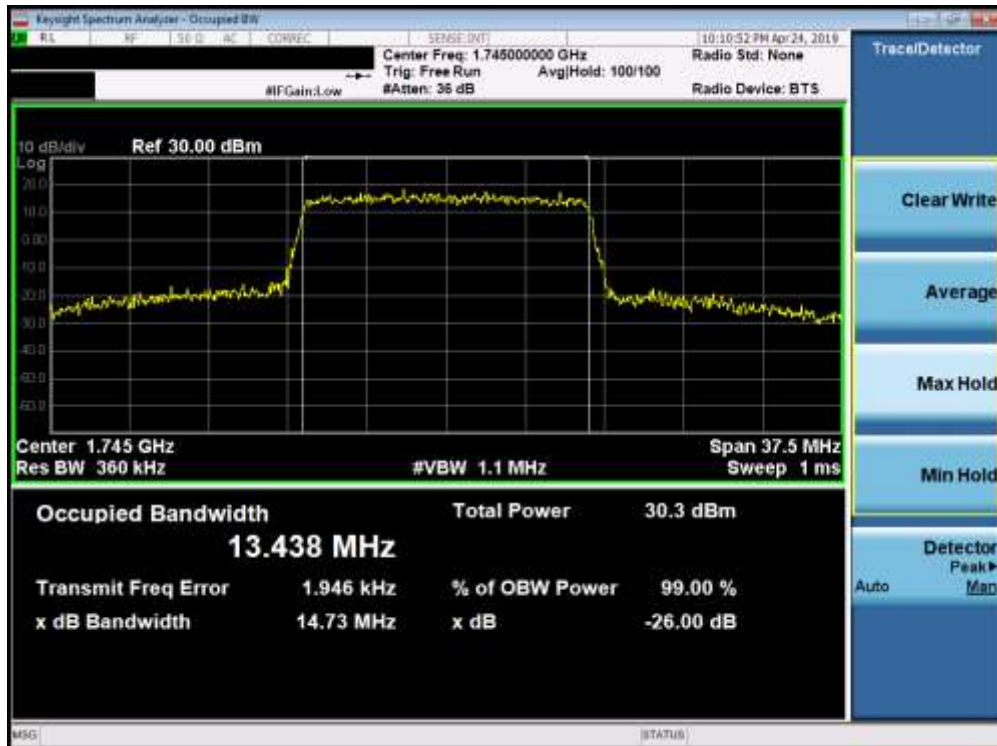 Keysight Spectrum Analyzer - Occupied BW
RL RF 50 Ω AC CORREC SENSE:INT 10:10:52 PM Apr 24, 2019
Center Freq: 1.745000000 GHz Radio Std: None
Trig: Free Run Avg|Hold: 100/100
#IFGain:Low #Atten: 36 dB Radio Device: BTS
Trace/Detector
10 dB/div Ref 30.00 dBm
Log
20.0
10.0
0.00
Clear Write
Average
Max Hold
Min Hold
Center 1.745 GHz Span 37.5 MHz
Res BW 360 kHz #VBW 1.1 MHz Sweep 1 ms
Occupied Bandwidth Total Power 30.3 dBm
13.438 MHz
Transmit Freq Error 1.946 kHz % of OBW Power 99.00 %
x dB Bandwidth 14.73 MHz x dB -26.00 dB
Detector
Peak▶
Auto Man
MSG STATUS